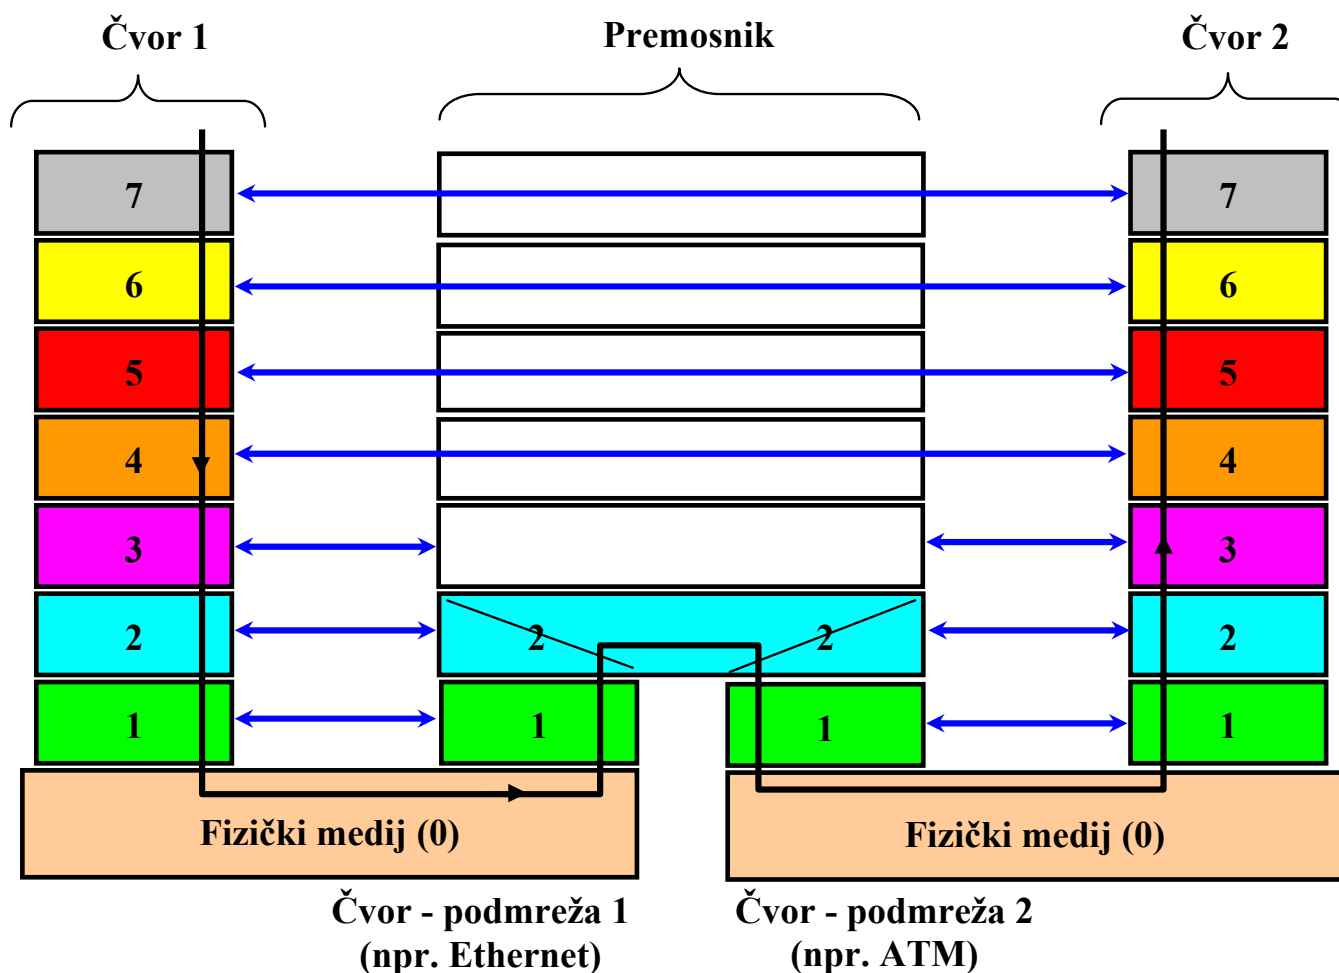 Čvor 1
Premosnik
Čvor 2
7
7
6
6
5
5
4
4
3
3
2
2
2
2
1
1
1
1
Fizički medij (0)
Fizički medij (0)
Čvor - podmreža 1
(npr. Ethernet)
Čvor - podmreža 2
(npr. ATM)